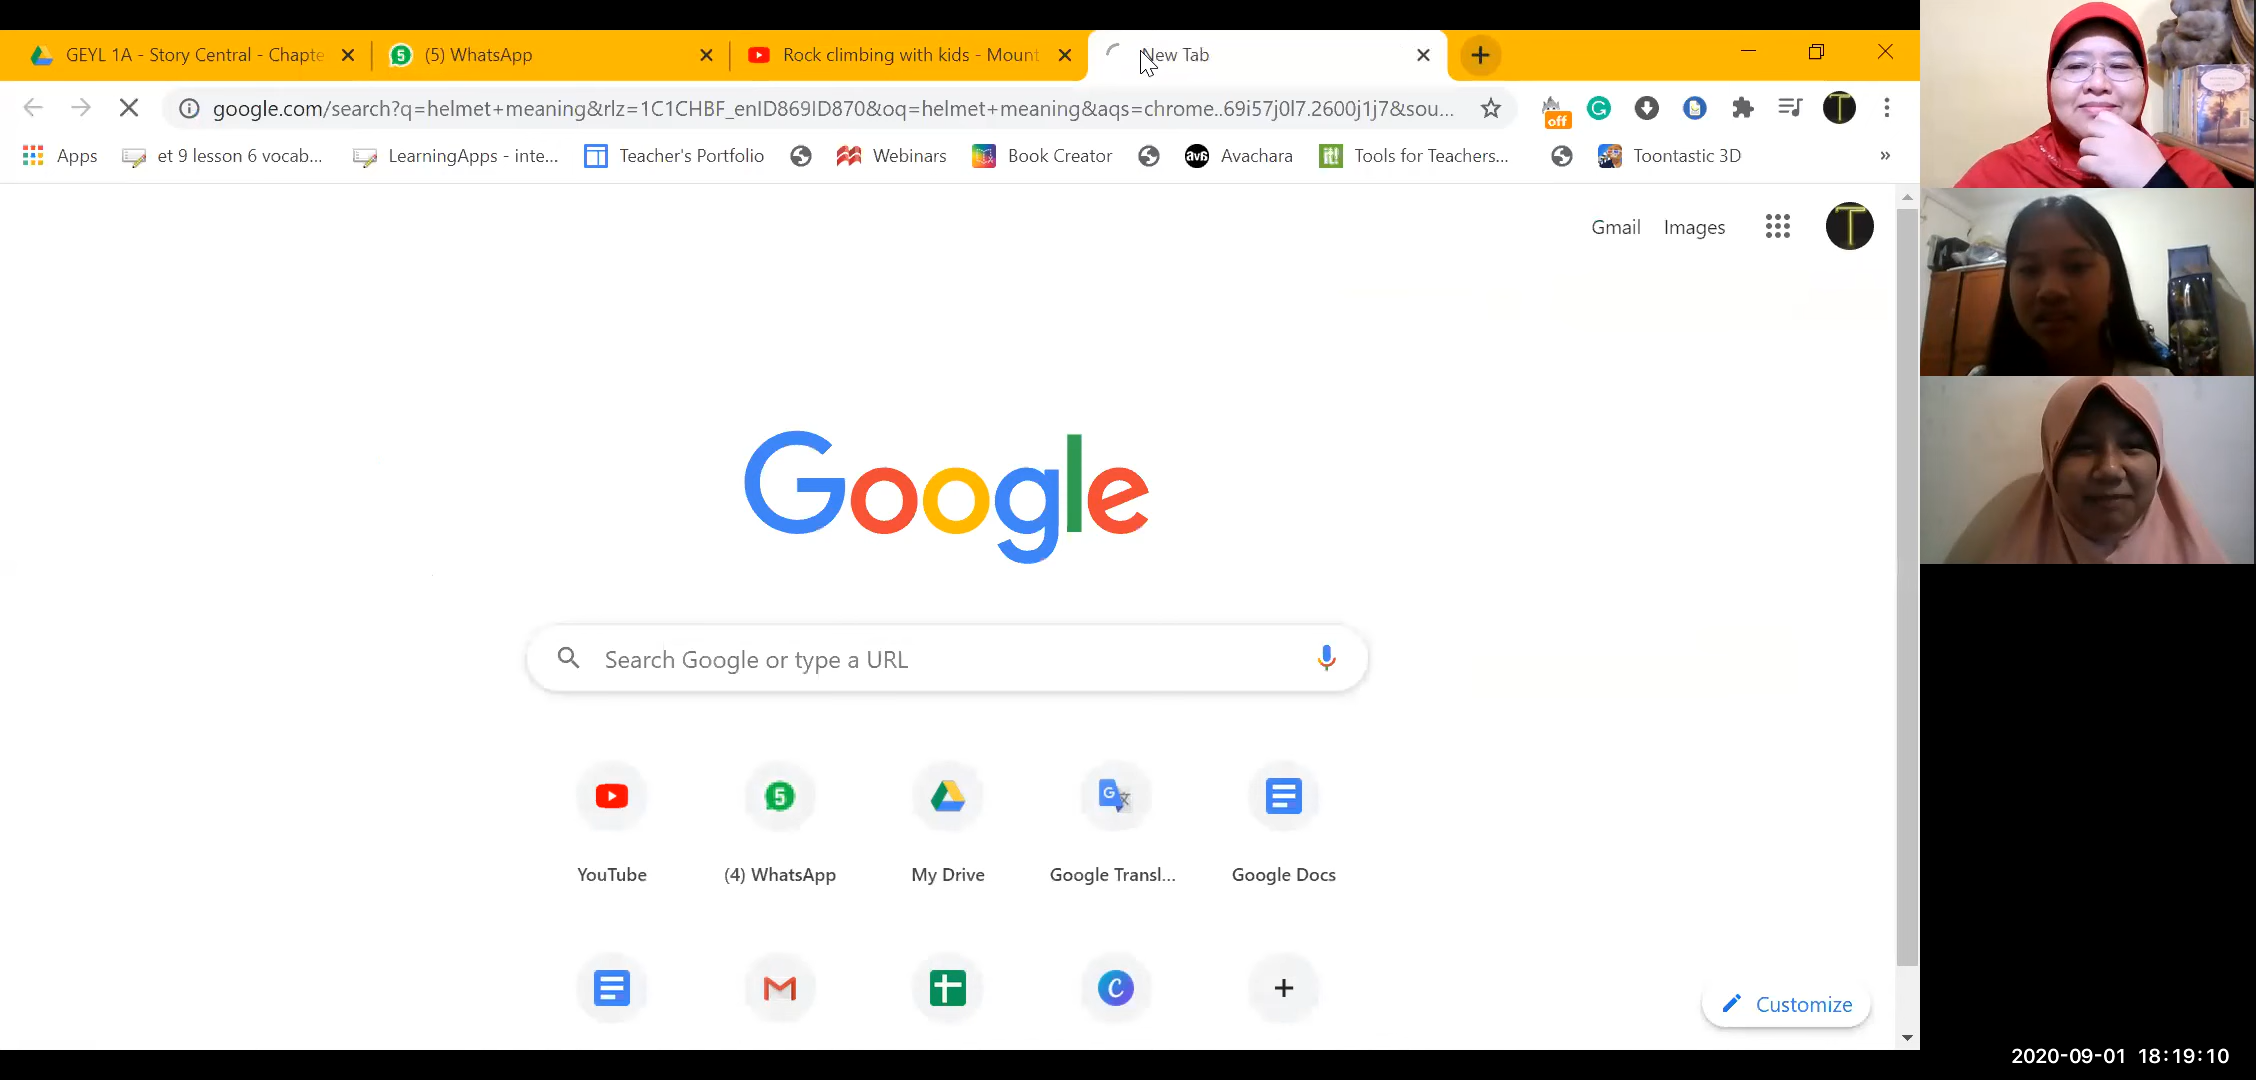 GEYL 1A - Story Central - Chapte
(5) WhatsApp
Rock climbing with kids - Mount
New Tab
google.com/search?q=helmet+meaning&rlz=1C1CHBF_enID869ID870&oq=helmet+meaning&aqs=chrome..69i57j0l7.2600j1j7&sou...
off
T
Apps
et 9 lesson 6 vocab...
LearningApps - inte...
Teacher's Portfolio
Webinars
Book Creator
Avachara
Tools for Teachers...
Toontastic 3D
»
Gmail
Images
T
Google
Search Google or type a URL
YouTube
(4) WhatsApp
My Drive
Google Transl...
Google Docs
Customize
2020-09-01 18:19:10